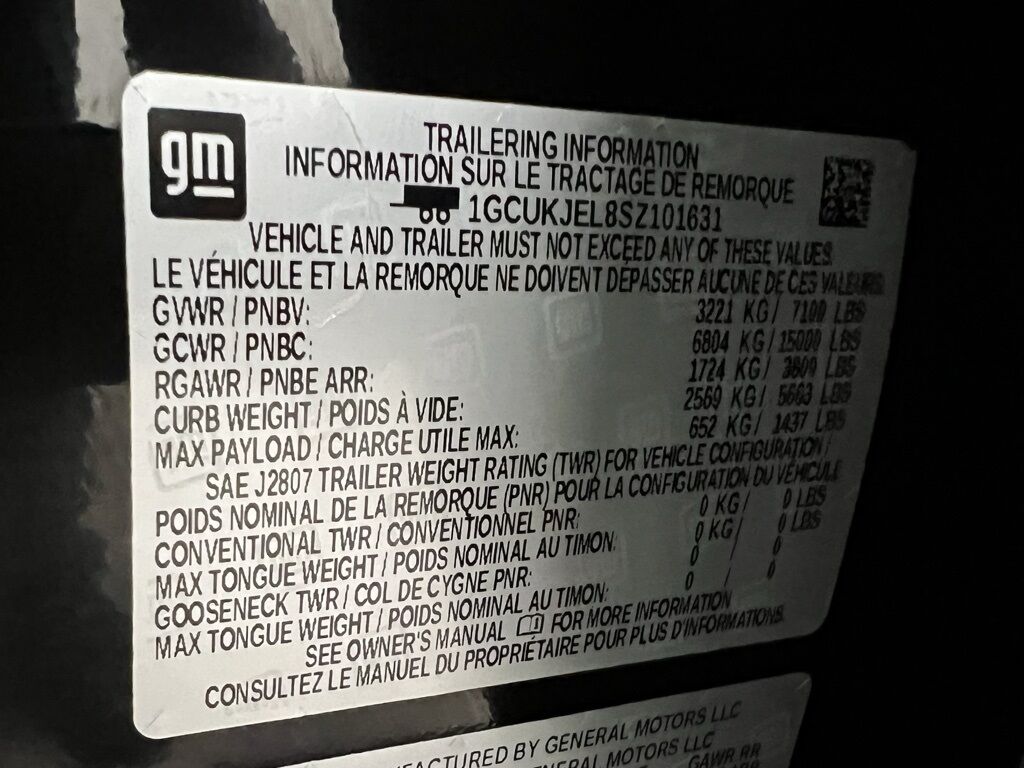 gm
TRAILERING INFORMATION
INFORMATION SUR LE TRACTAGE DE REMORQUE
1GCUKJEL8SZ101631
VEHICLE AND TRAILER MUST NOT EXCEED ANY OF THESE VALUES.
LE VÉHICULE ET LA REMORQUE NE DOIVENT DÉPASSER AUCUNE DE CES VALEURS.
GVWR / PNBV: 3221 KG/ 7100 LBS
GCWR / PNBC: 6804 KG/ 15000 LBS
RGAWR / PNBE ARR: 1724 KG/ 3800 LBS
CURB WEIGHT / POIDS À VIDE: 2569 KG/ 5663 LBS
MAX PAYLOAD / CHARGE UTILE MAX: 652 KG/ 1437 LBS
SAE J2807 TRAILER WEIGHT RATING (TWR) FOR VEHICLE CONFIGURATION /
POIDS NOMINAL DE LA REMORQUE (PNR) POUR LA CONFIGURATION DU VÉHICULE
CONVENTIONAL TWR / CONVENTIONNEL PNR: 0 KG/ 0 LBS
MAX TONGUE WEIGHT / POIDS NOMINAL AU TIMON: 0 KG/ 0 LBS
GOOSENECK TWR / COL DE CYGNE PNR: 0 / 0
MAX TONGUE WEIGHT / POIDS NOMINAL AU TIMON: 0 / 0
SEE OWNER'S MANUAL FOR MORE INFORMATION
CONSULTEZ LE MANUEL DU PROPRIÉTAIRE POUR PLUS D'INFORMATIONS.
ACTURED BY GENERAL MOTORS LLC
GENERAL MOTORS LLC
GAWR RR